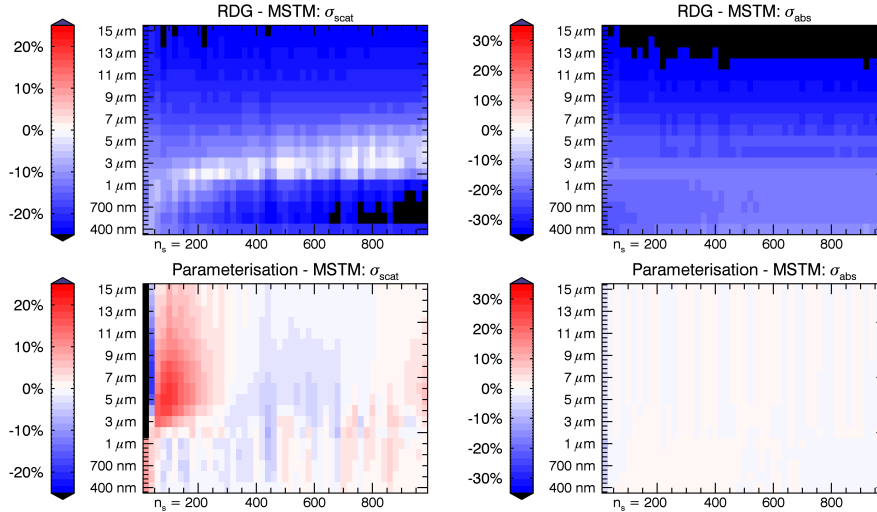 RDG - MSTM: σscat
20%
10%
0%
-10%
-20%
15 μm
13 μm
11 μm
9 μm
7 μm
5 μm
3 μm
1 μm
700 nm
400 nm
ns = 200 400 600 800
RDG - MSTM: σabs
30%
20%
10%
0%
-10%
-20%
-30%
15 μm
13 μm
11 μm
9 μm
7 μm
5 μm
3 μm
1 μm
700 nm
400 nm
ns = 200 400 600 800
Parameterisation - MSTM: σscat
20%
10%
0%
-10%
-20%
15 μm
13 μm
11 μm
9 μm
7 μm
5 μm
3 μm
1 μm
700 nm
400 nm
ns = 200 400 600 800
Parameterisation - MSTM: σabs
30%
20%
10%
0%
-10%
-20%
-30%
15 μm
13 μm
11 μm
9 μm
7 μm
5 μm
3 μm
1 μm
700 nm
400 nm
ns = 200 400 600 800